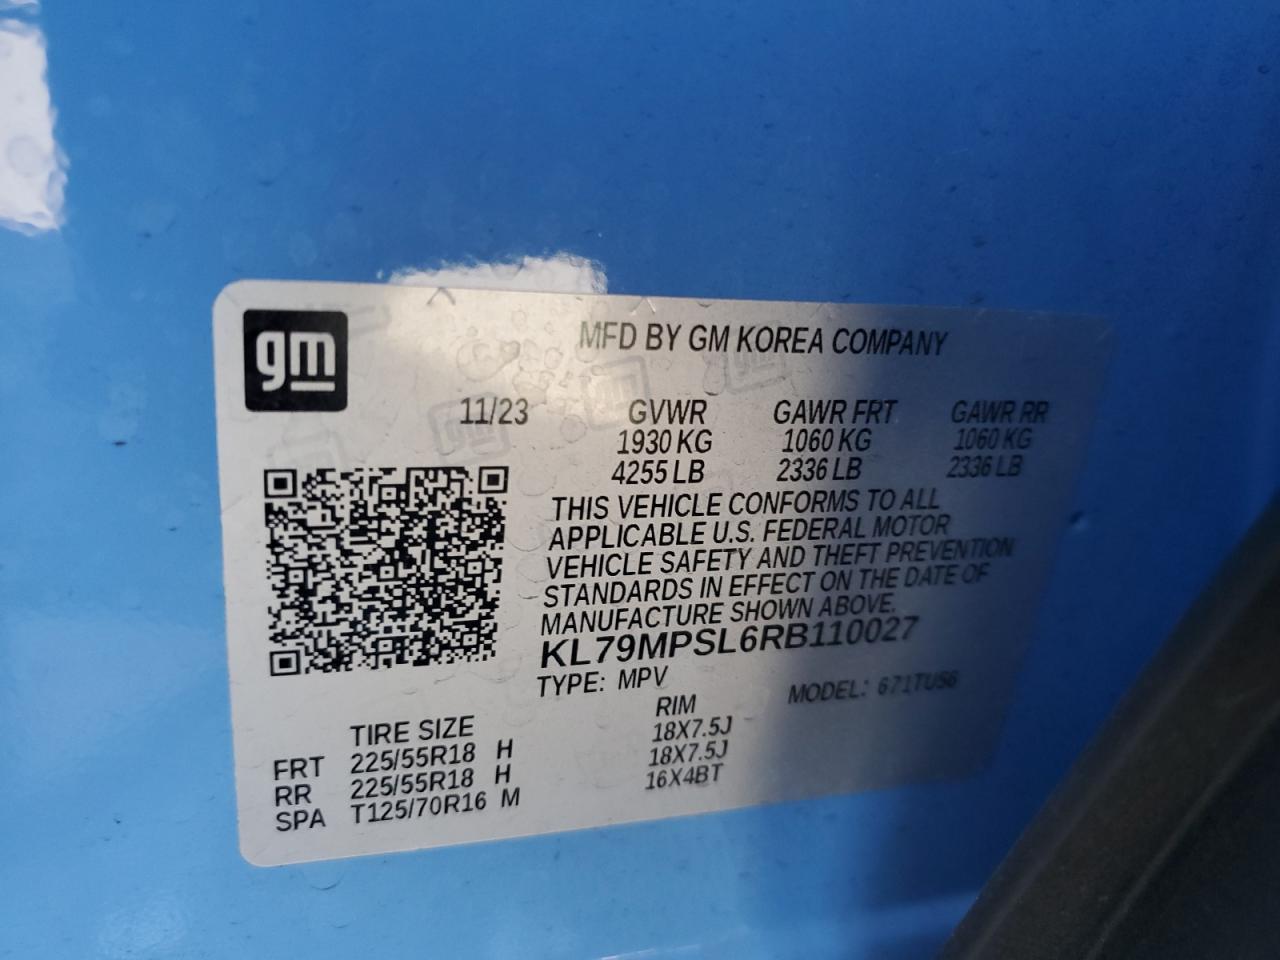 gm
MFD BY GM KOREA COMPANY
11/23 GVWR GAWR FRT GAWR RR
1930 KG 1060 KG 1060 KG
4255 LB 2336 LB 2336 LB
THIS VEHICLE CONFORMS TO ALL
APPLICABLE U.S. FEDERAL MOTOR
VEHICLE SAFETY AND THEFT PREVENTION
STANDARDS IN EFFECT ON THE DATE OF
MANUFACTURE SHOWN ABOVE.
KL79MPSL6RB110027
TYPE: MPV MODEL: 671TUS6
TIRE SIZE RIM
FRT 225/55R18 H 18X7.5J
RR 225/55R18 H 18X7.5J
SPA T125/70R16 M 16X4BT